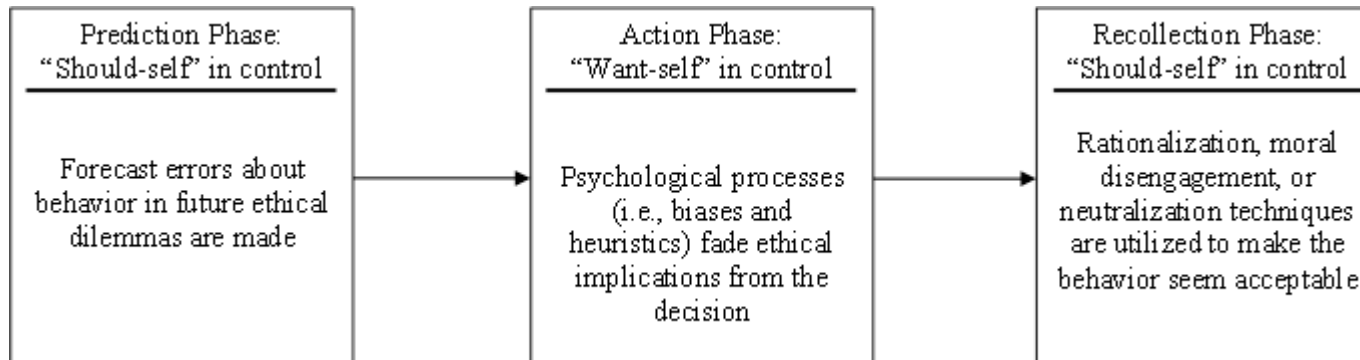 Prediction Phase:
“Should-self” in control
Forecast errors about
behavior in future ethical
dilemmas are made
Action Phase:
“Want-self” in control
Psychological processes
(i.e., biases and
heuristics) fade ethical
implications from the
decision
Recollection Phase:
“Should-self” in control
Rationalization, moral
disengagement, or
neutralization techniques
are utilized to make the
behavior seem acceptable